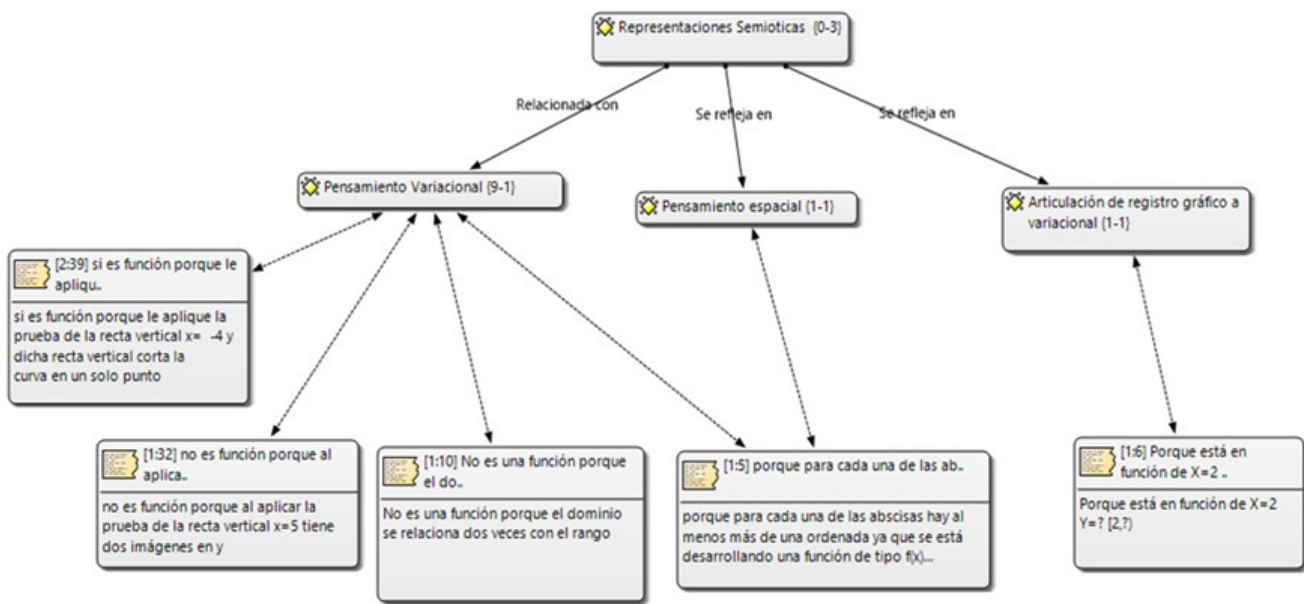 Representaciones Semioticas {0-3}
Relacionada con
Se refleja en
Se refleja en
Pensamiento Variacional {9-1}
Pensamiento espacial {1-1}
Articulación de registro gráfico a
variacional {1-1}
[2:39] si es función porque le
apliqu..
si es función porque le aplique la
prueba de la recta vertical x= -4 y
dicha recta vertical corta la
curva en un solo punto
[1:32] no es función porque al
aplica..
no es función porque al aplicar la
prueba de la recta vertical x=5 tiene
dos imágenes en y
[1:10] No es una función porque
el do..
No es una función porque el dominio
se relaciona dos veces con el rango
[1:5] porque para cada una de las ab..
porque para cada una de las abscisas hay al
menos más de una ordenada ya que se está
desarrollando una función de tipo f(x)...
[1:6] Porque está en
función de X=2 ..
Porque está en función de X=2
Y=? [2,?)